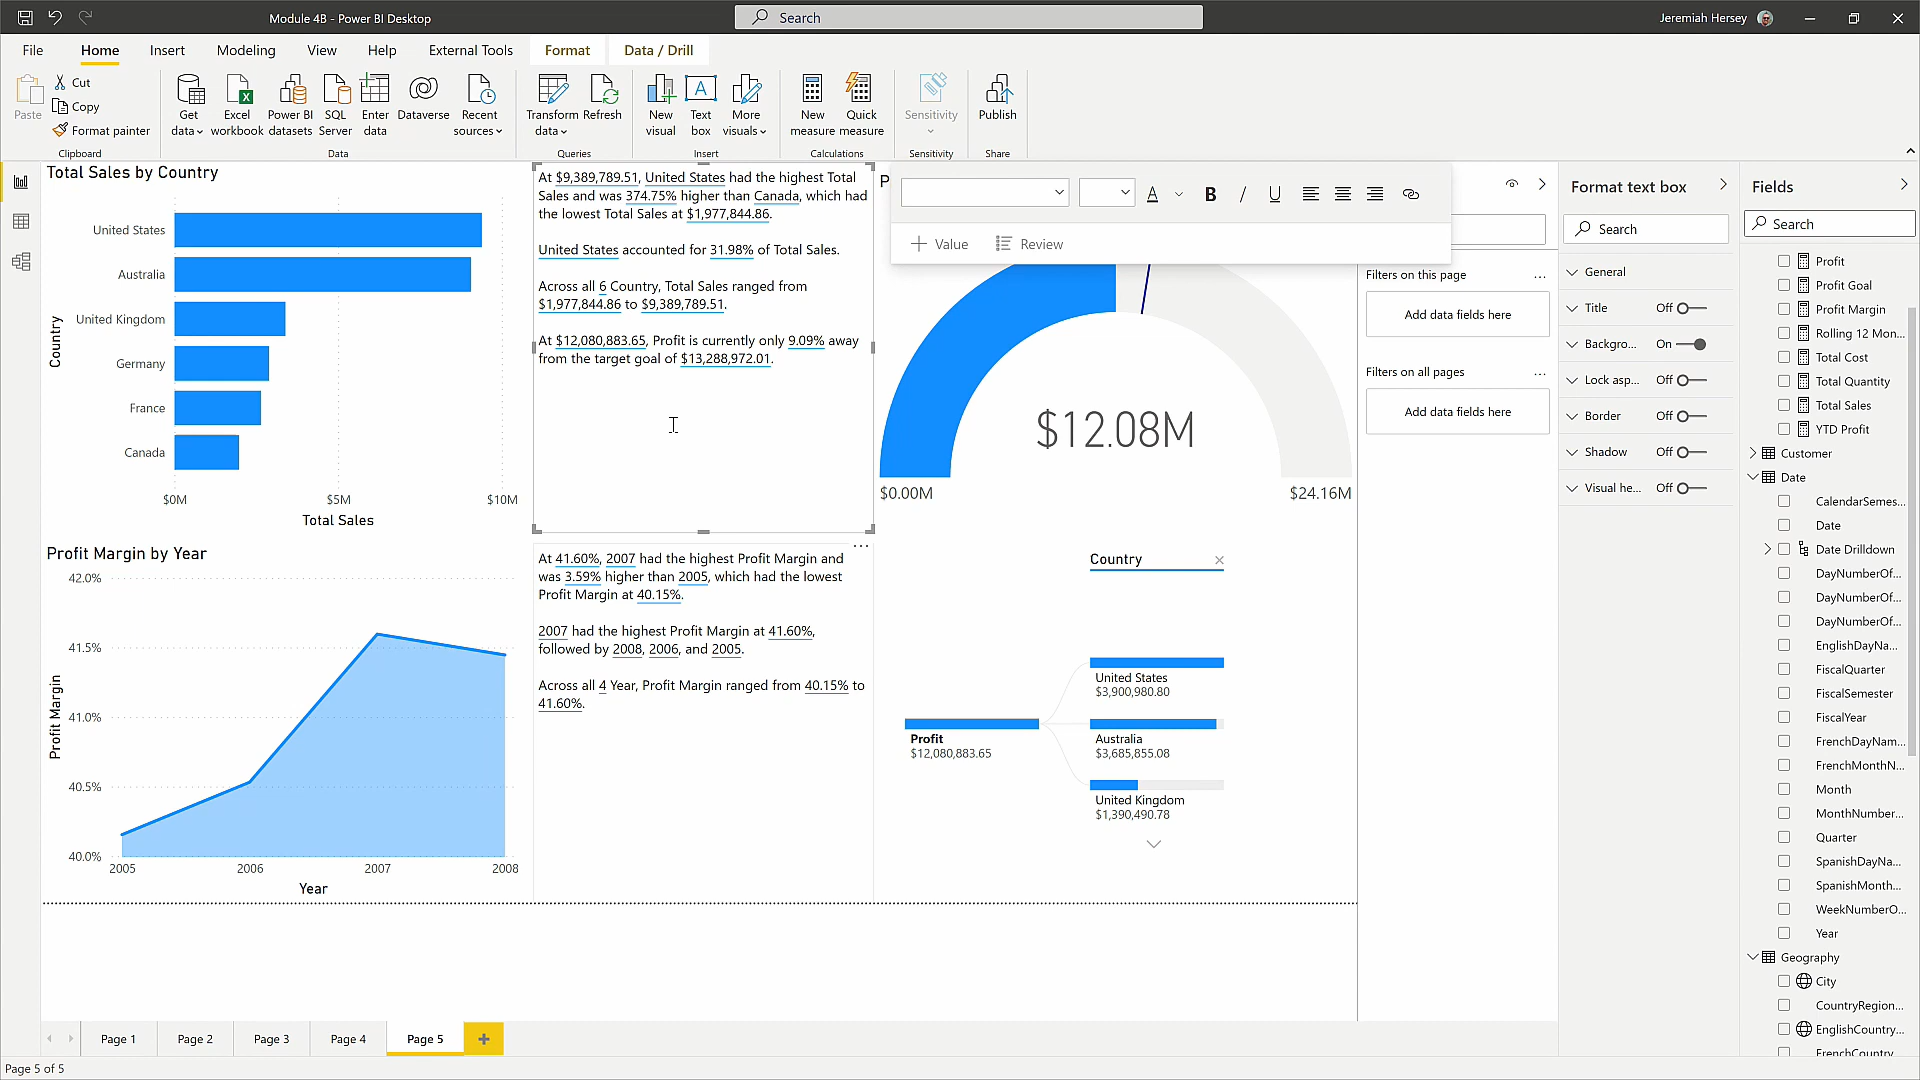 Module 4B - Power BI Desktop
Search
Jeremiah Hersey
File
Home
Insert
Modeling
View
Help
External Tools
Format
Data / Drill
Paste
Cut
Copy
Format painter
Clipboard
Get data
Excel workbook
Power BI datasets
SQL Server
Enter data
Dataverse
Recent sources
Data
Transform data
Refresh
Queries
New visual
Text box
More visuals
Insert
New measure
Quick measure
Calculations
Sensitivity
Sensitivity
Publish
Share
Total Sales by Country
Country
United States
Australia
United Kingdom
Germany
France
Canada
$0M
$5M
$10M
Total Sales
At $9,389,789.51, United States had the highest Total
Sales and was 374.75% higher than Canada, which had
the lowest Total Sales at $1,977,844.86.
United States accounted for 31.98% of Total Sales.
Across all 6 Country, Total Sales ranged from
$1,977,844.86 to $9,389,789.51.
At $12,080,883.65, Profit is currently only 9.09% away
from the target goal of $13,288,972.01.
P
A
B
I
U
Value
Review
$12.08M
$0.00M
$24.16M
Profit Margin by Year
Profit Margin
42.0%
41.5%
41.0%
40.5%
40.0%
2005
2006
2007
2008
Year
At 41.60%, 2007 had the highest Profit Margin and
was 3.59% higher than 2005, which had the lowest
Profit Margin at 40.15%.
2007 had the highest Profit Margin at 41.60%,
followed by 2008, 2006, and 2005.
Across all 4 Year, Profit Margin ranged from 40.15% to
41.60%.
Country
Profit
$12,080,883.65
United States
$3,900,980.80
Australia
$3,685,855.08
United Kingdom
$1,390,490.78
Filters on this page
...
Add data fields here
Filters on all pages
...
Add data fields here
Format text box
Search
General
Title Off
Backgro... On
Lock asp... Off
Border Off
Shadow Off
Visual he... Off
Fields
Search
Profit
Profit Goal
Profit Margin
Rolling 12 Mon...
Total Cost
Total Quantity
Total Sales
YTD Profit
Customer
Date
CalendarSemes...
Date
Date Drilldown
DayNumberOf...
DayNumberOf...
DayNumberOf...
EnglishDayNa...
FiscalQuarter
FiscalSemester
FiscalYear
FrenchDayNam...
FrenchMonthN...
Month
MonthNumber...
Quarter
SpanishDayNa...
SpanishMonth...
WeekNumberO...
Year
Geography
City
CountryRegion...
EnglishCountry...
FrenchCountry
Page 1
Page 2
Page 3
Page 4
Page 5
Page 5 of 5